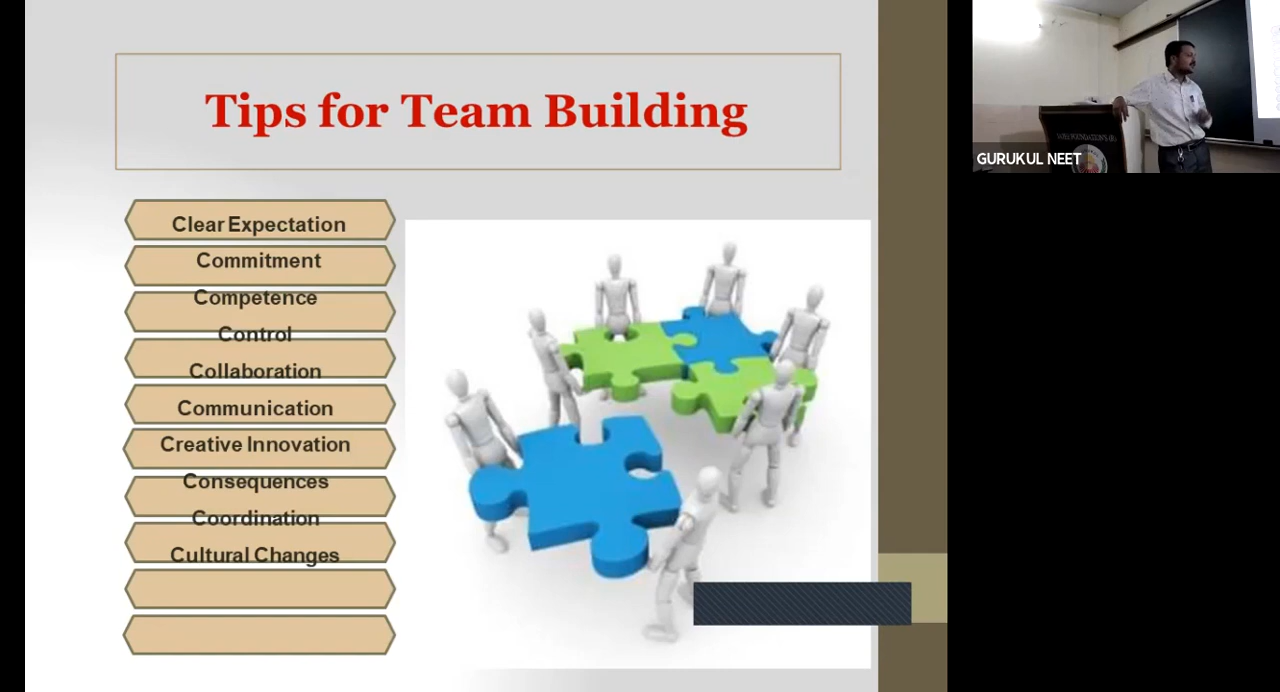 Tips for Team Building
Clear Expectation
Commitment
Competence
Control
Collaboration
Communication
Creative Innovation
Consequences
Coordination
Cultural Changes
GURUKUL NEET